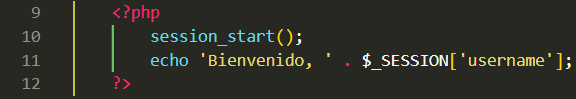 9 <?php
10 session_start();
11 echo 'Bienvenido, ' . $_SESSION['username'];
12 ?>